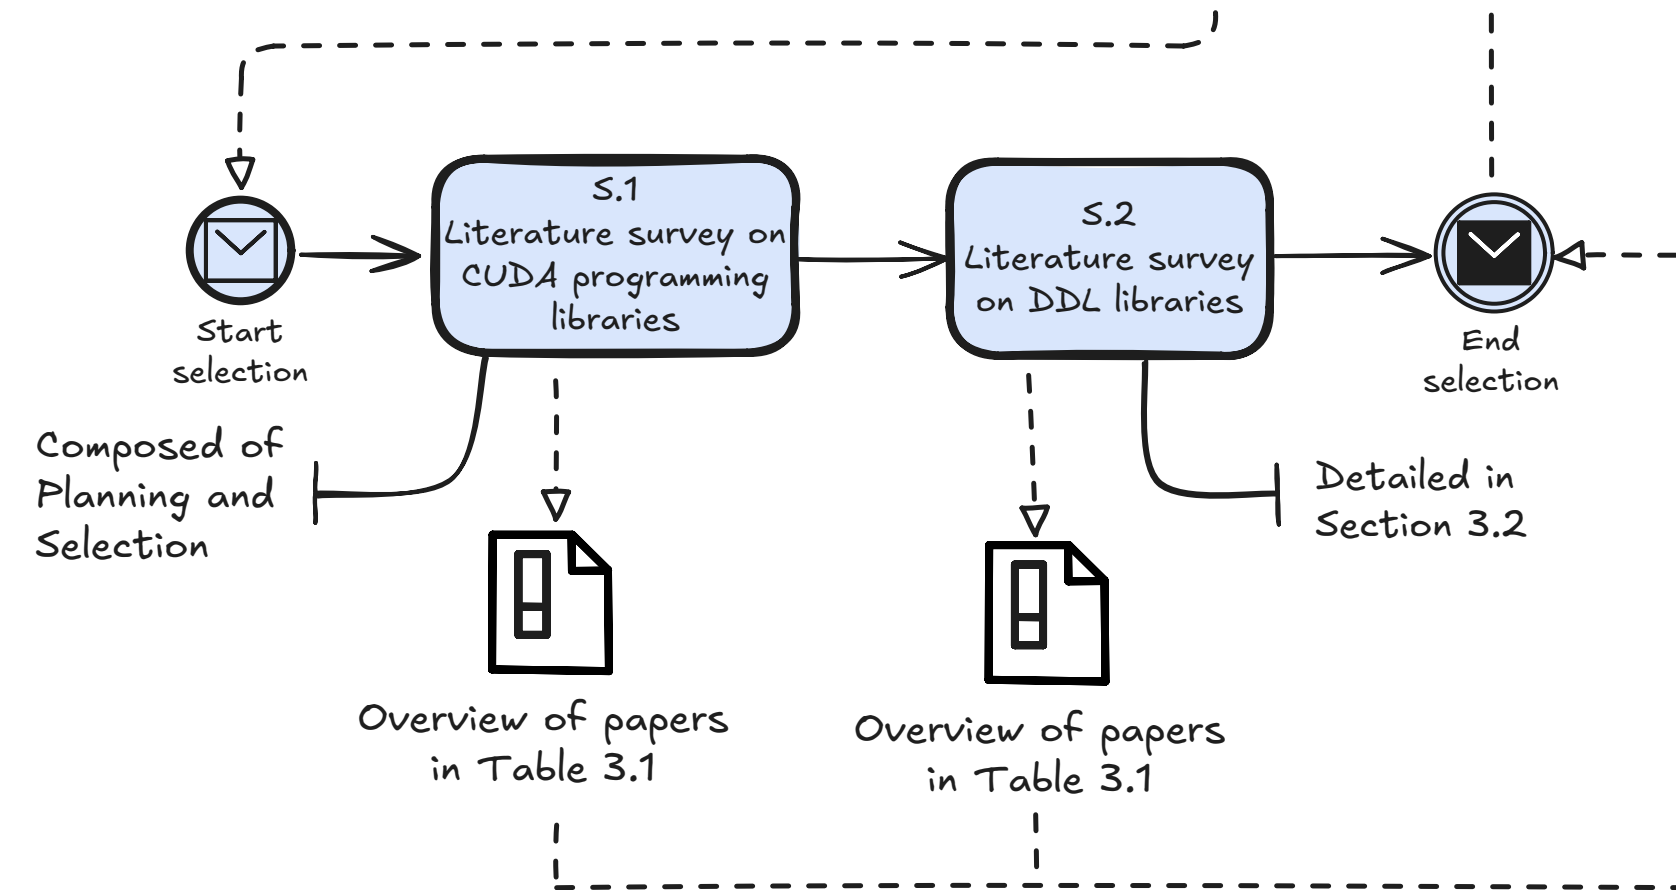 S.1
Literature survey on
CUDA programming
libraries
S.2
Literature survey
on DDL libraries
Start
selection
End
selection
Composed of
Planning and
Selection
Detailed in
Section 3.2
Overview of papers
in Table 3.1
Overview of papers
in Table 3.1